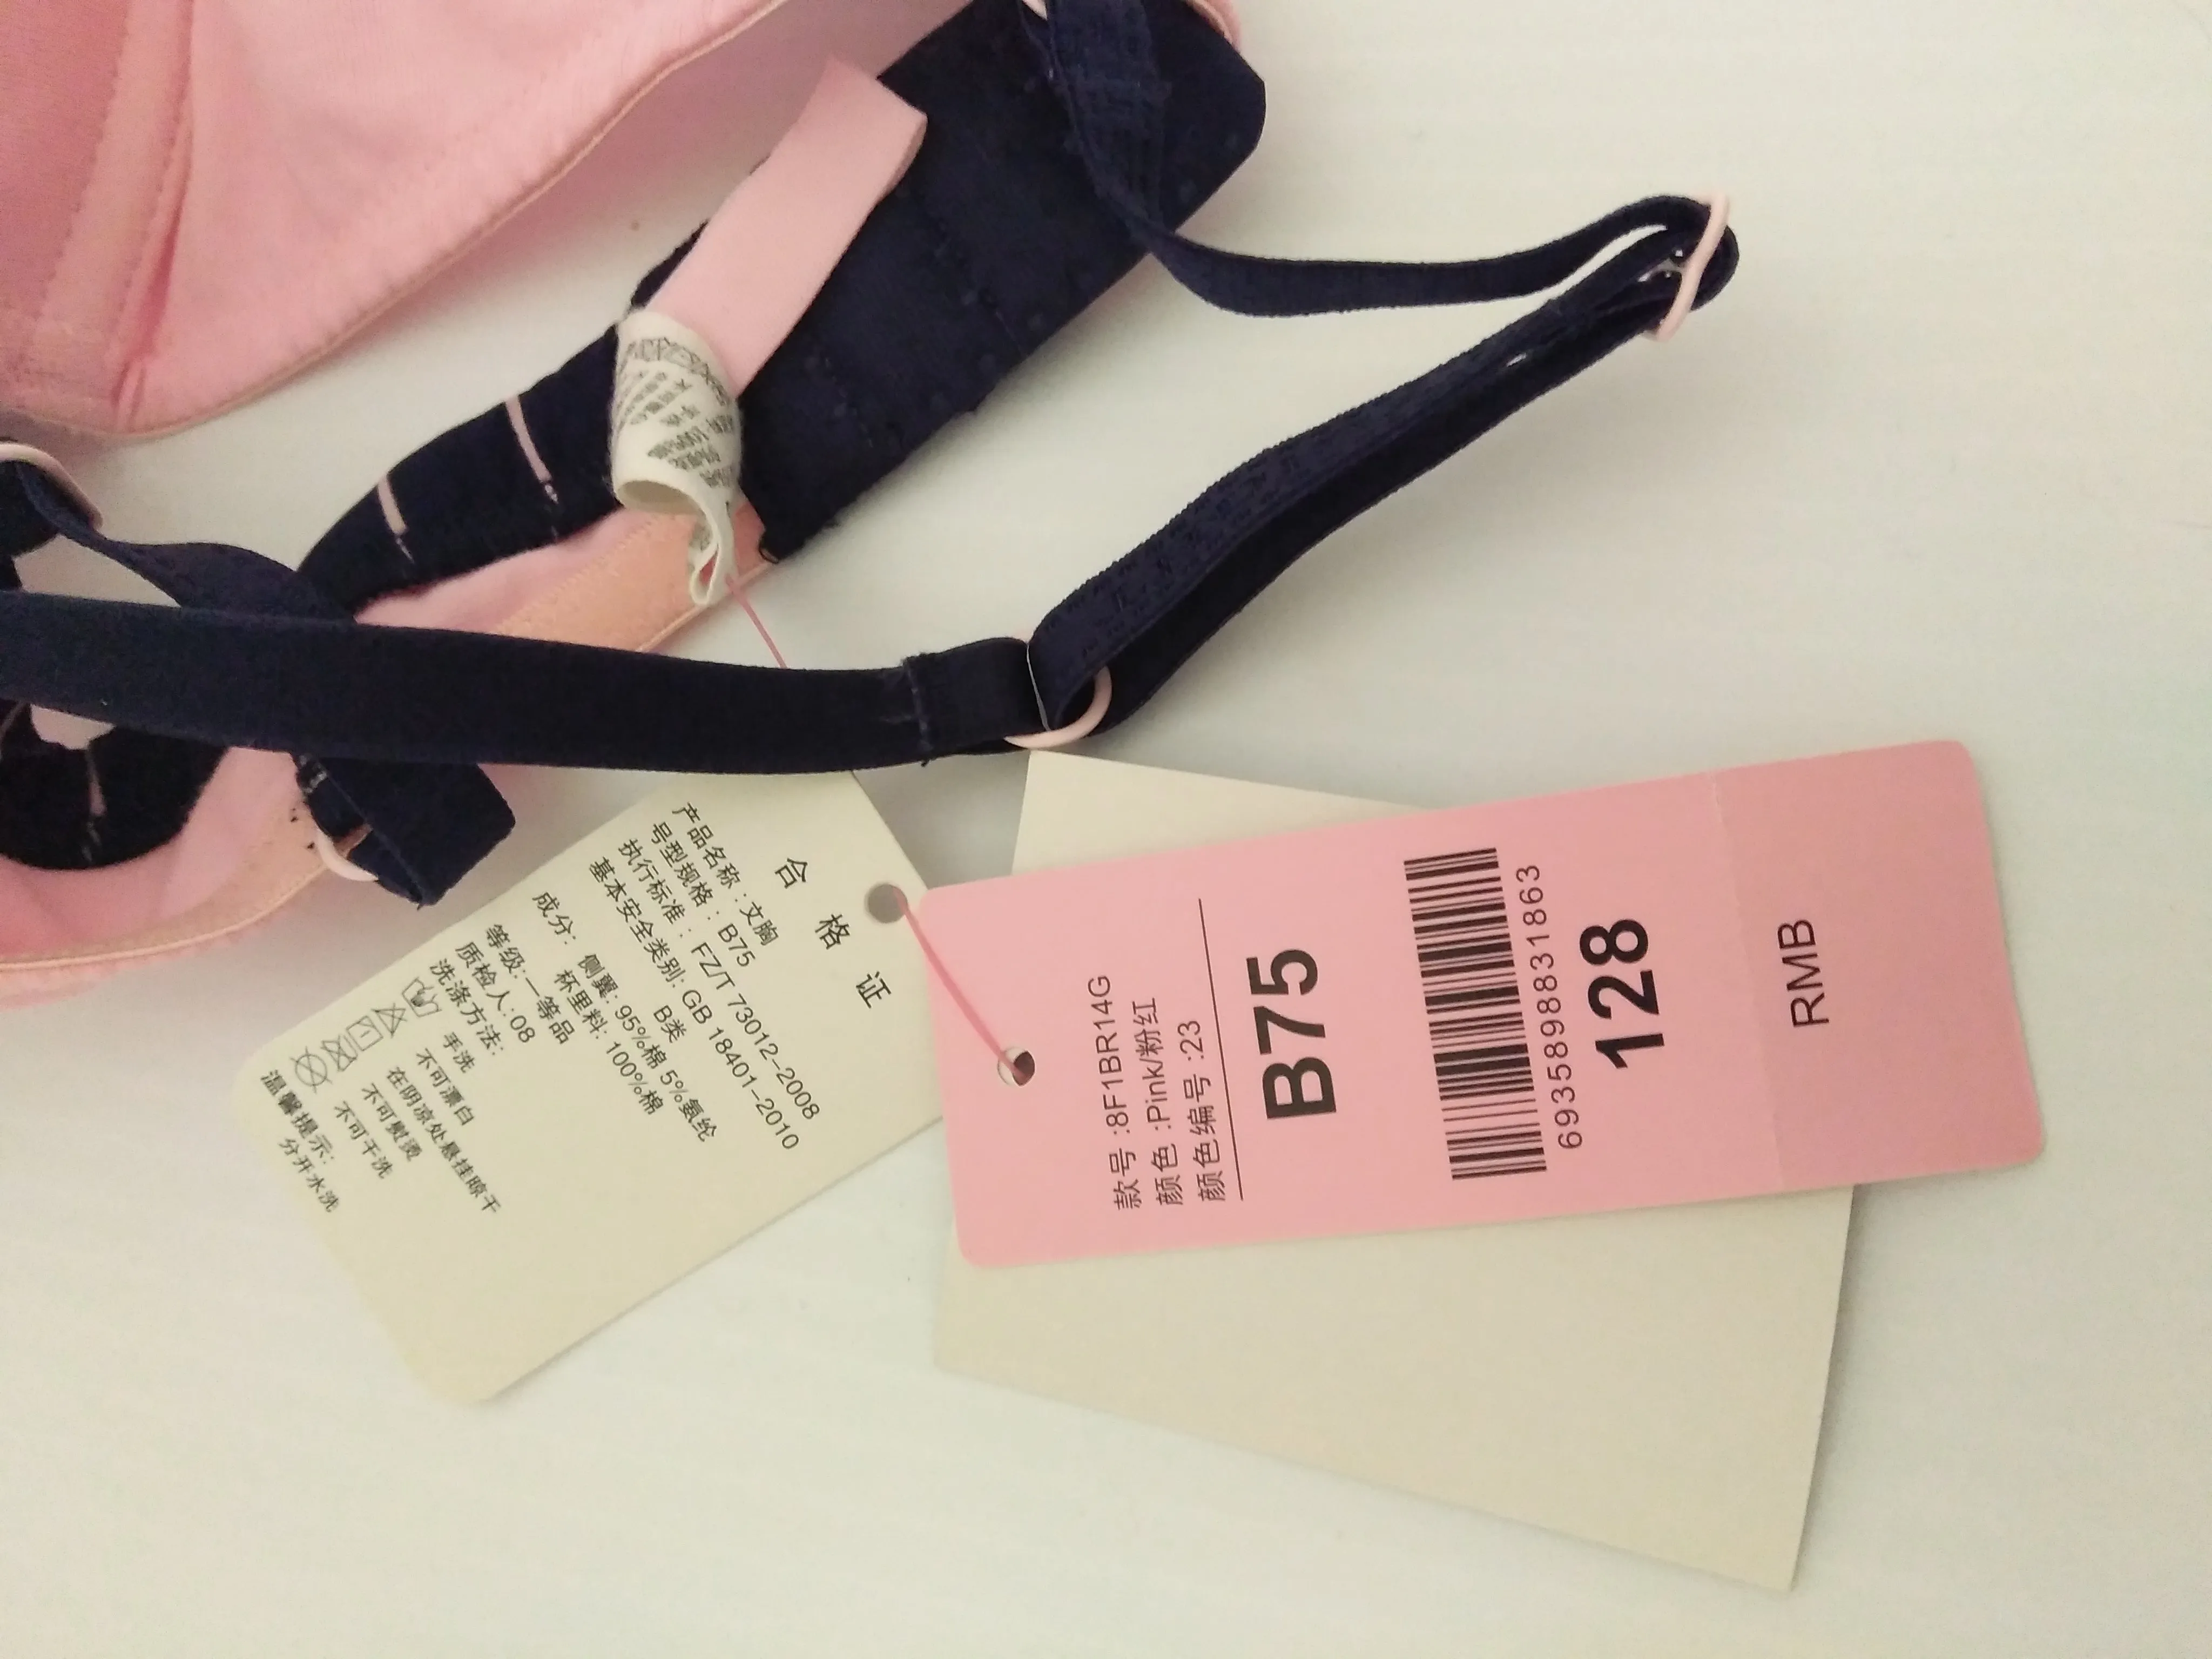 合格证
产品名称：文胸
号型规格：B75
执行标准：FZ/T 73012-2008
基本安全类别：GB 18401-2010
B类
成分：侧翼：95%棉 5%氨纶
杯里料：100%棉
等级：一等品
质检人：08
洗涤方法：
手洗
不可漂白
在阴凉处悬挂晾干
不可熨烫
不可干洗
温馨提示：
分开水洗
款号：8F1BR14G
颜色：Pink/粉红
颜色编号：23
B75
6935898831863
128
RMB